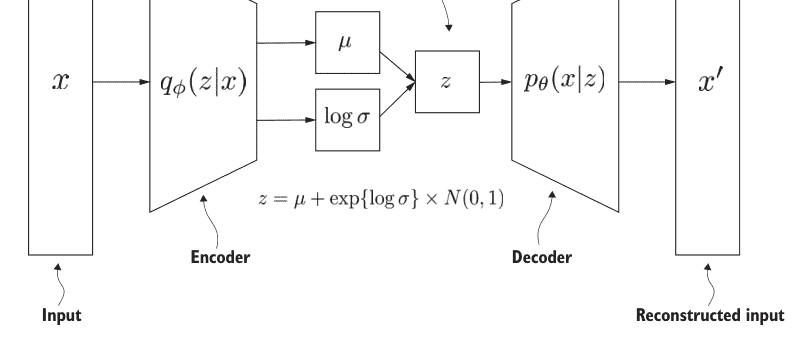 x
qϕ(z|x)
μ
log σ
z
pθ(x|z)
x′
z = μ + exp{log σ} × N(0, 1)
Encoder
Decoder
Input
Reconstructed input